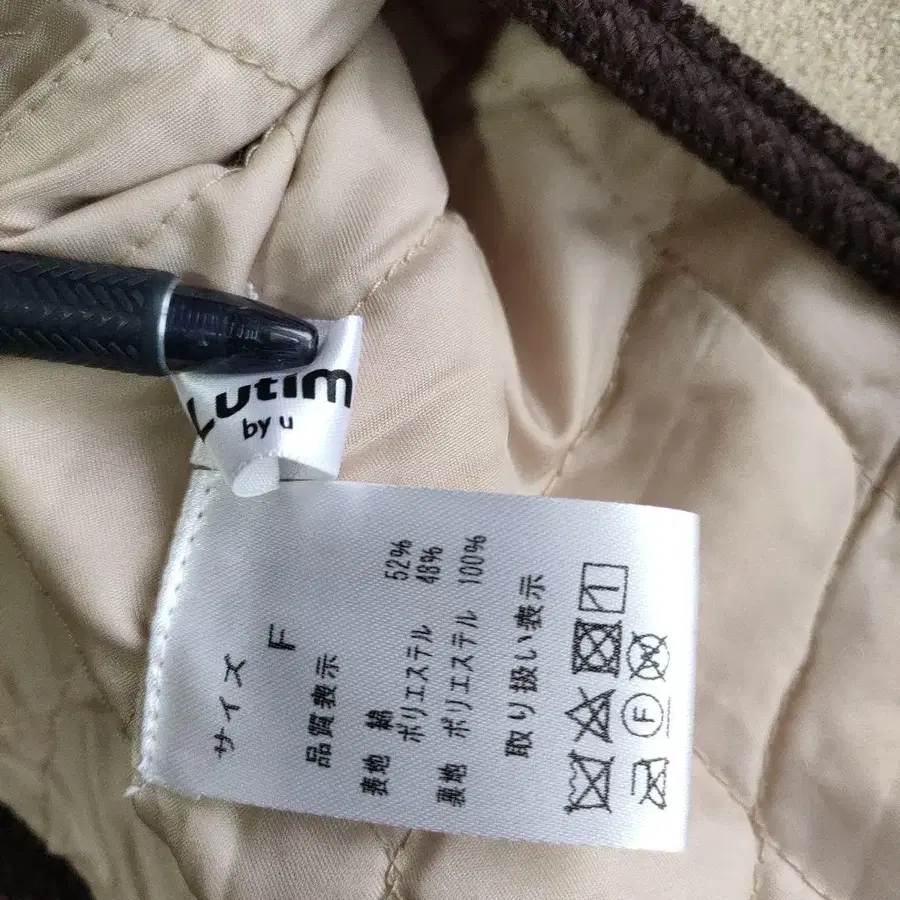 Lutim
by u
サイズ
F
品質表示
表地 綿 52%
ポリエステル 48%
裏地 ポリエステル 100%
取り扱い表示
F